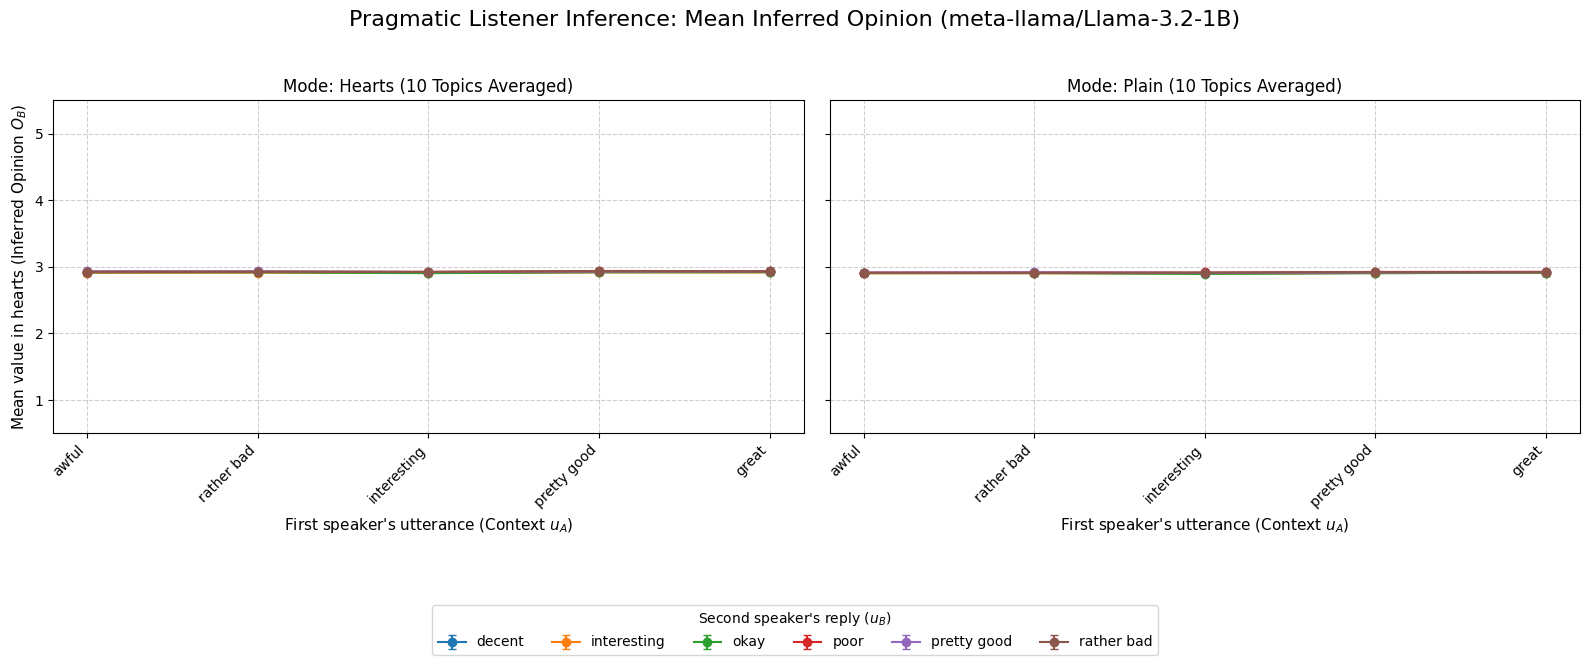 Pragmatic Listener Inference: Mean Inferred Opinion (meta-llama/Llama-3.2-1B)
Mode: Hearts (10 Topics Averaged)
Mode: Plain (10 Topics Averaged)
Mean value in hearts (Inferred Opinion O_B)
5
4
3
2
1
awful
rather bad
interesting
pretty good
great
awful
rather bad
interesting
pretty good
great
First speaker's utterance (Context u_A)
First speaker's utterance (Context u_A)
Second speaker's reply (u_B)
decent interesting okay poor pretty good rather bad